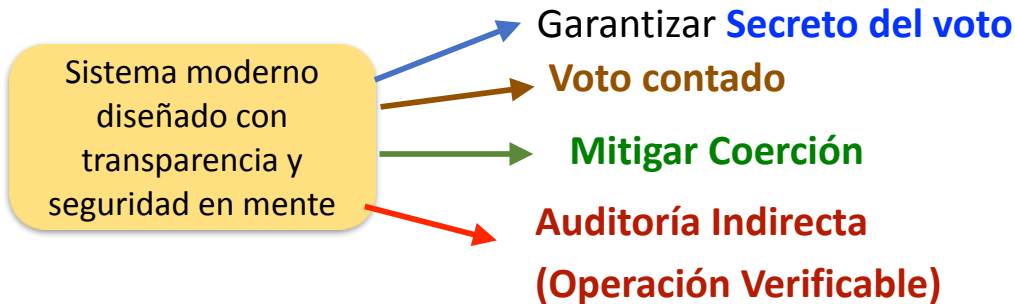 Sistema moderno
diseñado con
transparencia y
seguridad en mente
Garantizar Secreto del voto
Voto contado
Mitigar Coerción
Auditoría Indirecta
(Operación Verificable)